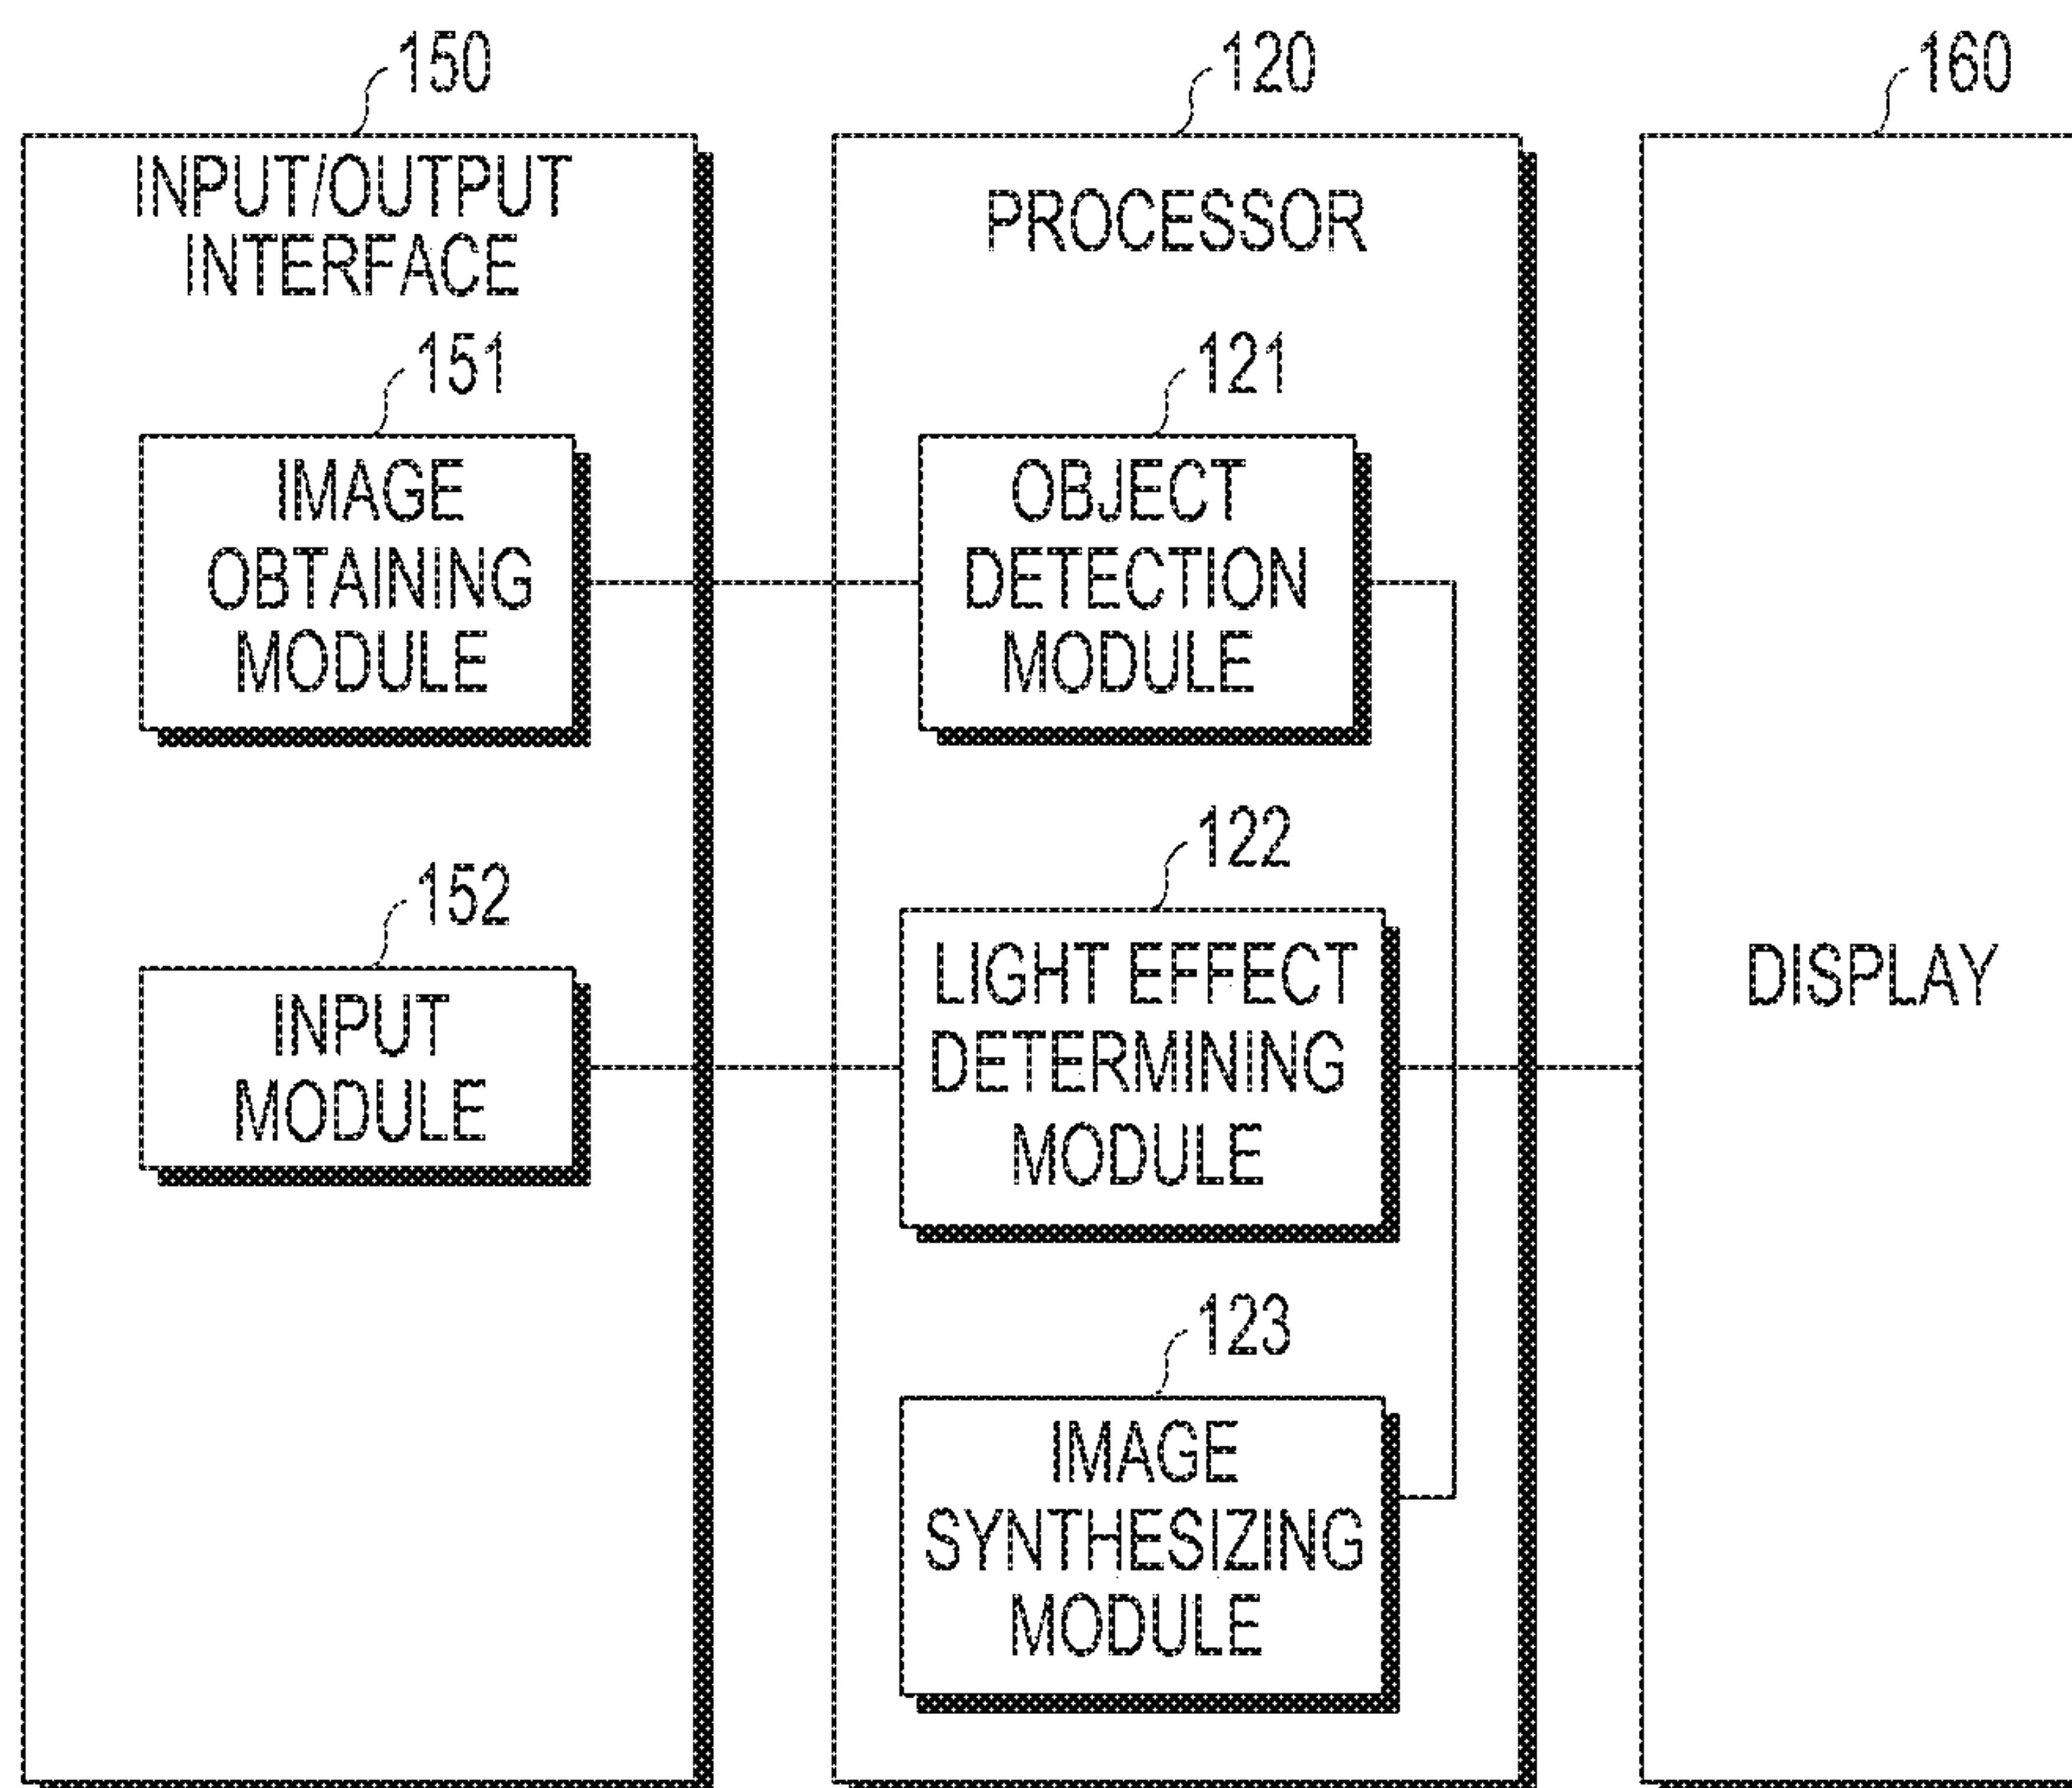 150
INPUT/OUTPUT
INTERFACE
151
IMAGE
OBTAINING
MODULE
152
INPUT
MODULE
120
PROCESSOR
121
OBJECT
DETECTION
MODULE
122
LIGHT EFFECT
DETERMINING
MODULE
123
IMAGE
SYNTHESIZING
MODULE
160
DISPLAY